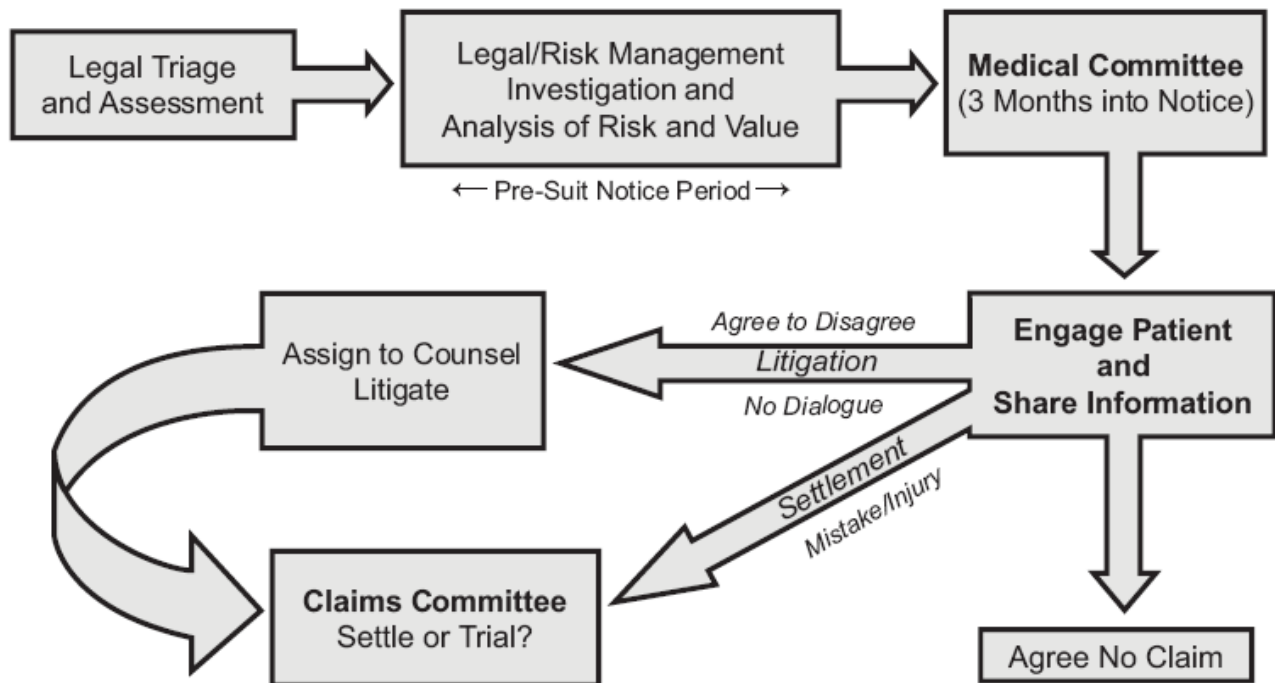 Legal Triage
and Assessment
Legal/Risk Management
Investigation and
Analysis of Risk and Value
Medical Committee
(3 Months into Notice)
← Pre-Suit Notice Period →
Assign to Counsel
Litigate
Agree to Disagree
Litigation
No Dialogue
Engage Patient
and
Share Information
Settlement
Mistake/Injury
Claims Committee
Settle or Trial?
Agree No Claim